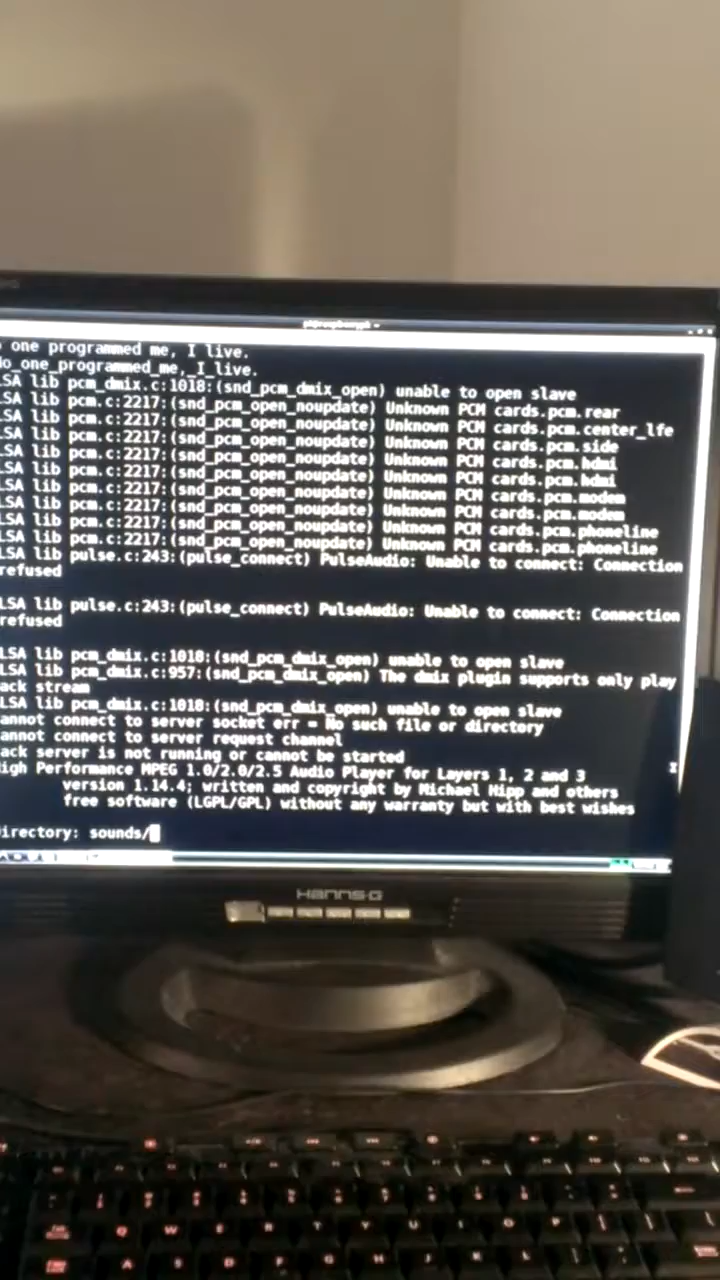 one programmed me, I live.
o_one_programmed_me,_I_live.
LSA lib pcm_dmix.c:1018:(snd_pcm_dmix_open) unable to open slave
LSA lib pcm.c:2217:(snd_pcm_open_noupdate) Unknown PCM cards.pcm.rear
LSA lib pcm.c:2217:(snd_pcm_open_noupdate) Unknown PCM cards.pcm.center_lfe
LSA lib pcm.c:2217:(snd_pcm_open_noupdate) Unknown PCM cards.pcm.side
LSA lib pcm.c:2217:(snd_pcm_open_noupdate) Unknown PCM cards.pcm.hdmi
LSA lib pcm.c:2217:(snd_pcm_open_noupdate) Unknown PCM cards.pcm.hdmi
LSA lib pcm.c:2217:(snd_pcm_open_noupdate) Unknown PCM cards.pcm.modem
LSA lib pcm.c:2217:(snd_pcm_open_noupdate) Unknown PCM cards.pcm.modem
LSA lib pcm.c:2217:(snd_pcm_open_noupdate) Unknown PCM cards.pcm.phoneline
LSA lib pcm.c:2217:(snd_pcm_open_noupdate) Unknown PCM cards.pcm.phoneline
LSA lib pulse.c:243:(pulse_connect) PulseAudio: Unable to connect: Connection
refused
LSA lib pulse.c:243:(pulse_connect) PulseAudio: Unable to connect: Connection
refused
LSA lib pcm_dmix.c:1018:(snd_pcm_dmix_open) unable to open slave
LSA lib pcm_dmix.c:957:(snd_pcm_dmix_open) The dmix plugin supports only play
ack stream
LSA lib pcm_dmix.c:1018:(snd_pcm_dmix_open) unable to open slave
annot connect to server socket err = No such file or directory
annot connect to server request channel
ack server is not running or cannot be started
igh Performance MPEG 1.0/2.0/2.5 Audio Player for Layers 1, 2 and 3
version 1.14.4; written and copyright by Michael Hipp and others
free software (LGPL/GPL) without any warranty but with best wishes
irectory: sounds/
HANNS-G
Q W E R T Y U I O P
A S D F G H J K L